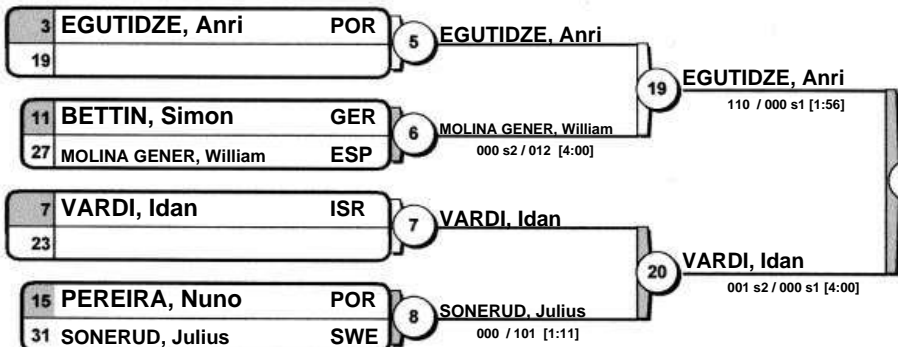 3 EGUTIDZE, Anri POR
19
5
EGUTIDZE, Anri
11 BETTIN, Simon GER
27 MOLINA GENER, William ESP
6
MOLINA GENER, William
000 s2 / 012 [4:00]
19
EGUTIDZE, Anri
110 / 000 s1 [1:56]
7 VARDI, Idan ISR
23
7
VARDI, Idan
15 PEREIRA, Nuno POR
31 SONERUD, Julius SWE
8
SONERUD, Julius
000 / 101 [1:11]
20
VARDI, Idan
001 s2 / 000 s1 [4:00]